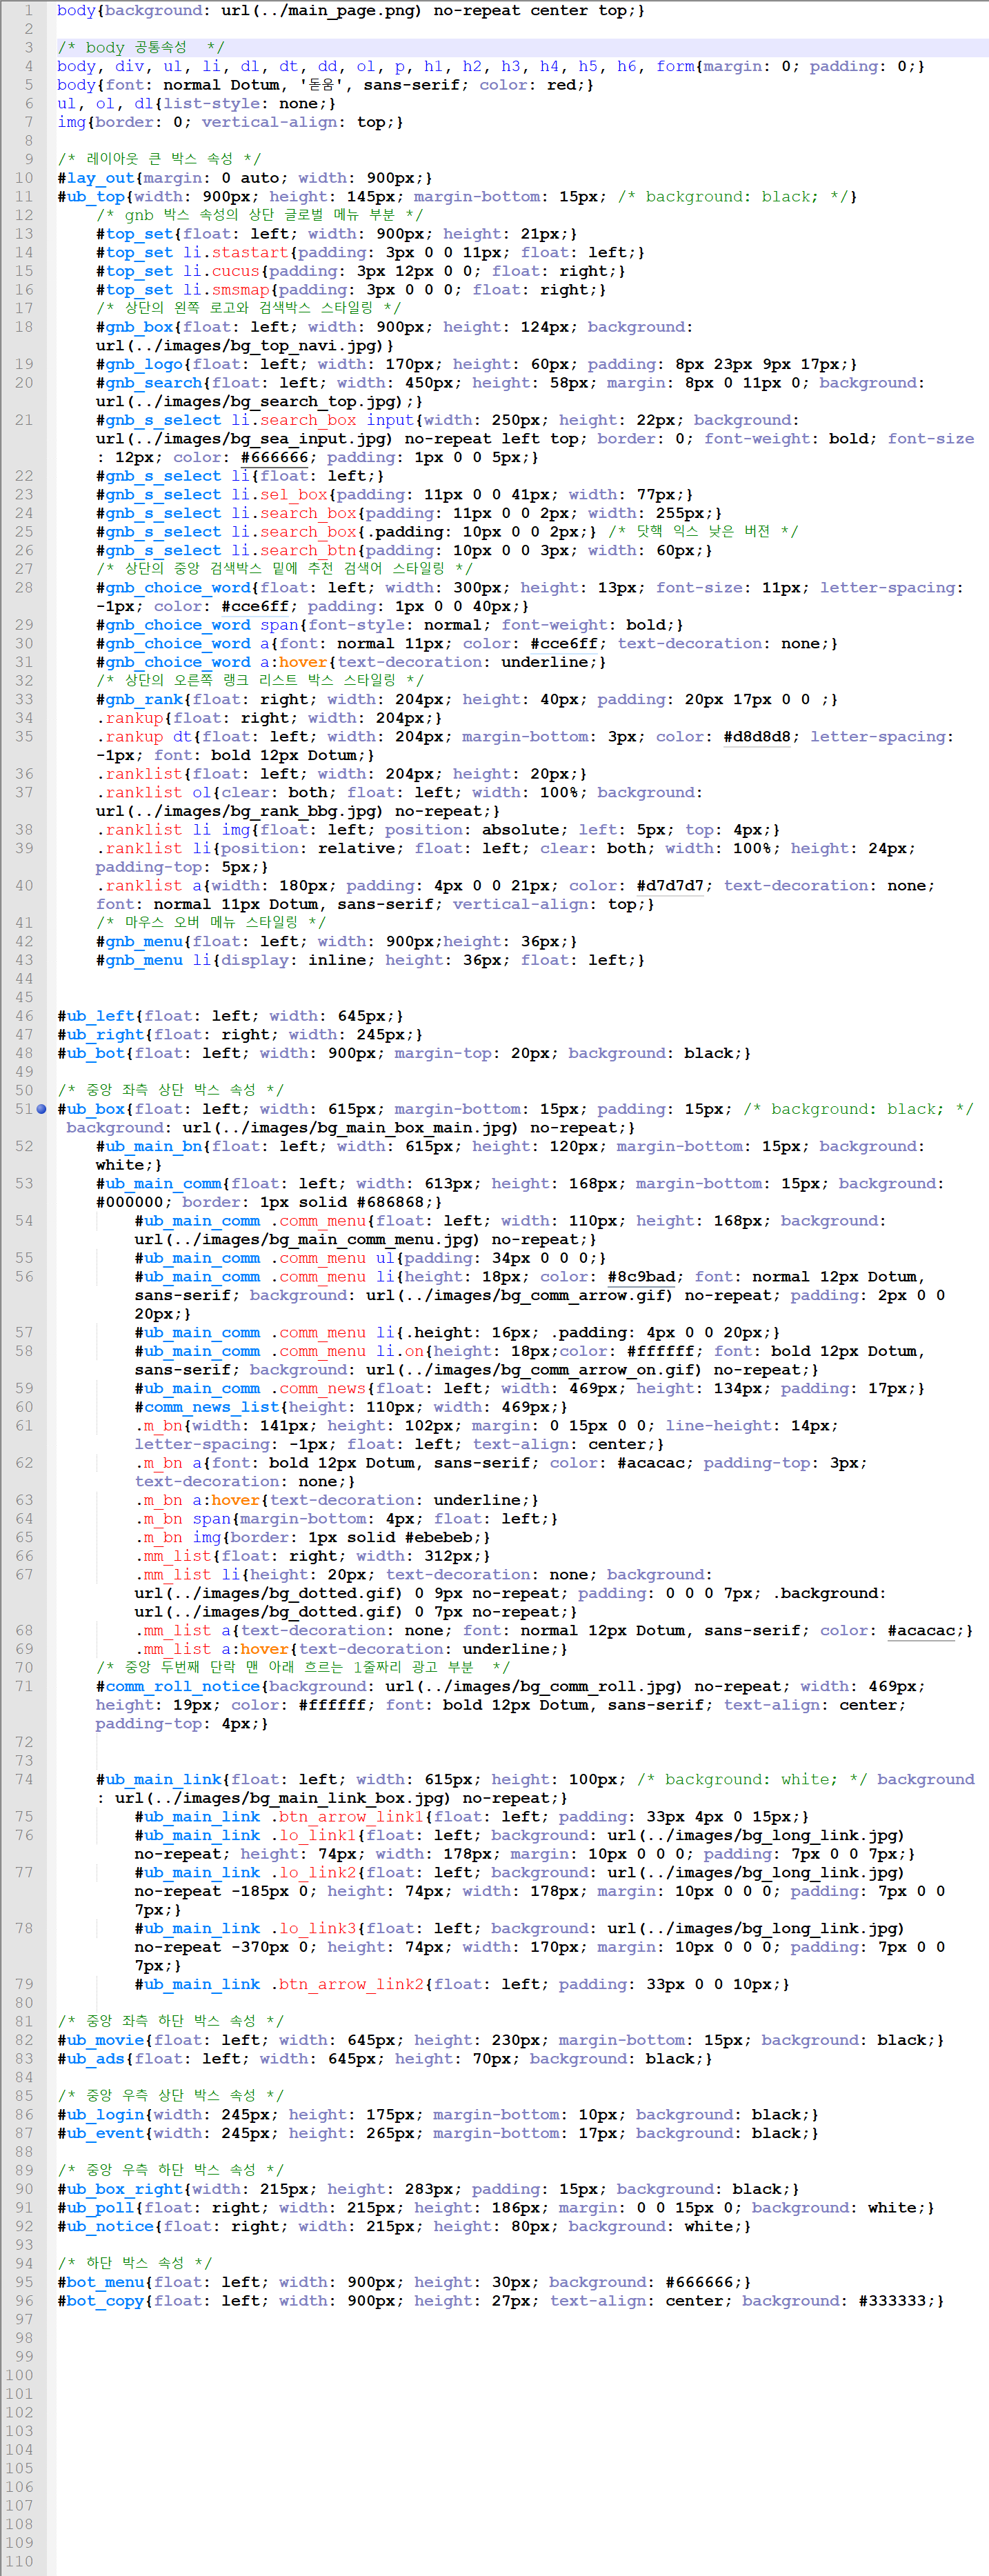 1 body{background: url(../main_page.png) no-repeat center top;}
2
3 /* body 공통속성  */
4 body, div, ul, li, dl, dt, dd, ol, p, h1, h2, h3, h4, h5, h6, form{margin: 0; padding: 0;}
5 body{font: normal Dotum, '돋움', sans-serif; color: red;}
6 ul, ol, dl{list-style: none;}
7 img{border: 0; vertical-align: top;}
8
9 /* 레이아웃 큰 박스 속성 */
10 #lay_out{margin: 0 auto; width: 900px;}
11 #ub_top{width: 900px; height: 145px; margin-bottom: 15px; /* background: black; */}
12 /* gnb 박스 속성의 상단 글로벌 메뉴 부분 */
13 #top_set{float: left; width: 900px; height: 21px;}
14 #top_set li.stastart{padding: 3px 0 0 11px; float: left;}
15 #top_set li.cucus{padding: 3px 12px 0 0; float: right;}
16 #top_set li.smsmap{padding: 3px 0 0 0; float: right;}
17 /* 상단의 왼쪽 로고와 검색박스 스타일링 */
18 #gnb_box{float: left; width: 900px; height: 124px; background:
url(../images/bg_top_navi.jpg)}
19 #gnb_logo{float: left; width: 170px; height: 60px; padding: 8px 23px 9px 17px;}
20 #gnb_search{float: left; width: 450px; height: 58px; margin: 8px 0 11px 0; background:
url(../images/bg_search_top.jpg);}
21 #gnb_s_select li.search_box input{width: 250px; height: 22px; background:
url(../images/bg_sea_input.jpg) no-repeat left top; border: 0; font-weight: bold; font-size
: 12px; color: #666666; padding: 1px 0 0 5px;}
22 #gnb_s_select li{float: left;}
23 #gnb_s_select li.sel_box{padding: 11px 0 0 41px; width: 77px;}
24 #gnb_s_select li.search_box{padding: 11px 0 0 2px; width: 255px;}
25 #gnb_s_select li.search_box{.padding: 10px 0 0 2px;} /* 닷핵 익스 낮은 버젼 */
26 #gnb_s_select li.search_btn{padding: 10px 0 0 3px; width: 60px;}
27 /* 상단의 중앙 검색박스 밑에 추천 검색어 스타일링 */
28 #gnb_choice_word{float: left; width: 300px; height: 13px; font-size: 11px; letter-spacing:
-1px; color: #cce6ff; padding: 1px 0 0 40px;}
29 #gnb_choice_word span{font-style: normal; font-weight: bold;}
30 #gnb_choice_word a{font: normal 11px; color: #cce6ff; text-decoration: none;}
31 #gnb_choice_word a:hover{text-decoration: underline;}
32 /* 상단의 오른쪽 랭크 리스트 박스 스타일링 */
33 #gnb_rank{float: right; width: 204px; height: 40px; padding: 20px 17px 0 0 ;}
34 .rankup{float: right; width: 204px;}
35 .rankup dt{float: left; width: 204px; margin-bottom: 3px; color: #d8d8d8; letter-spacing:
-1px; font: bold 12px Dotum;}
36 .ranklist{float: left; width: 204px; height: 20px;}
37 .ranklist ol{clear: both; float: left; width: 100%; background:
url(../images/bg_rank_bbg.jpg) no-repeat;}
38 .ranklist li img{float: left; position: absolute; left: 5px; top: 4px;}
39 .ranklist li{position: relative; float: left; clear: both; width: 100%; height: 24px;
padding-top: 5px;}
40 .ranklist a{width: 180px; padding: 4px 0 0 21px; color: #d7d7d7; text-decoration: none;
font: normal 11px Dotum, sans-serif; vertical-align: top;}
41 /* 마우스 오버 메뉴 스타일링 */
42 #gnb_menu{float: left; width: 900px;height: 36px;}
43 #gnb_menu li{display: inline; height: 36px; float: left;}
44
45
46 #ub_left{float: left; width: 645px;}
47 #ub_right{float: right; width: 245px;}
48 #ub_bot{float: left; width: 900px; margin-top: 20px; background: black;}
49
50 /* 중앙 좌측 상단 박스 속성 */
51 #ub_box{float: left; width: 615px; margin-bottom: 15px; padding: 15px; /* background: black; */
background: url(../images/bg_main_box_main.jpg) no-repeat;}
52 #ub_main_bn{float: left; width: 615px; height: 120px; margin-bottom: 15px; background:
white;}
53 #ub_main_comm{float: left; width: 613px; height: 168px; margin-bottom: 15px; background:
#000000; border: 1px solid #686868;}
54 #ub_main_comm .comm_menu{float: left; width: 110px; height: 168px; background:
url(../images/bg_main_comm_menu.jpg) no-repeat;}
55 #ub_main_comm .comm_menu ul{padding: 34px 0 0 0;}
56 #ub_main_comm .comm_menu li{height: 18px; color: #8c9bad; font: normal 12px Dotum,
sans-serif; background: url(../images/bg_comm_arrow.gif) no-repeat; padding: 2px 0 0
20px;}
57 #ub_main_comm .comm_menu li{.height: 16px; .padding: 4px 0 0 20px;}
58 #ub_main_comm .comm_menu li.on{height: 18px;color: #ffffff; font: bold 12px Dotum,
sans-serif; background: url(../images/bg_comm_arrow_on.gif) no-repeat;}
59 #ub_main_comm .comm_news{float: left; width: 469px; height: 134px; padding: 17px;}
60 #comm_news_list{height: 110px; width: 469px;}
61 .m_bn{width: 141px; height: 102px; margin: 0 15px 0 0; line-height: 14px;
letter-spacing: -1px; float: left; text-align: center;}
62 .m_bn a{font: bold 12px Dotum, sans-serif; color: #acacac; padding-top: 3px;
text-decoration: none;}
63 .m_bn a:hover{text-decoration: underline;}
64 .m_bn span{margin-bottom: 4px; float: left;}
65 .m_bn img{border: 1px solid #ebebeb;}
66 .mm_list{float: right; width: 312px;}
67 .mm_list li{height: 20px; text-decoration: none; background:
url(../images/bg_dotted.gif) 0 9px no-repeat; padding: 0 0 0 7px; .background:
url(../images/bg_dotted.gif) 0 7px no-repeat;}
68 .mm_list a{text-decoration: none; font: normal 12px Dotum, sans-serif; color: #acacac;}
69 .mm_list a:hover{text-decoration: underline;}
70 /* 중앙 두번째 단락 맨 아래 흐르는 1줄짜리 광고 부분  */
71 #comm_roll_notice{background: url(../images/bg_comm_roll.jpg) no-repeat; width: 469px;
height: 19px; color: #ffffff; font: bold 12px Dotum, sans-serif; text-align: center;
padding-top: 4px;}
72
73
74 #ub_main_link{float: left; width: 615px; height: 100px; /* background: white; */ background
: url(../images/bg_main_link_box.jpg) no-repeat;}
75 #ub_main_link .btn_arrow_link1{float: left; padding: 33px 4px 0 15px;}
76 #ub_main_link .lo_link1{float: left; background: url(../images/bg_long_link.jpg)
no-repeat; height: 74px; width: 178px; margin: 10px 0 0 0; padding: 7px 0 0 7px;}
77 #ub_main_link .lo_link2{float: left; background: url(../images/bg_long_link.jpg)
no-repeat -185px 0; height: 74px; width: 178px; margin: 10px 0 0 0; padding: 7px 0 0
7px;}
78 #ub_main_link .lo_link3{float: left; background: url(../images/bg_long_link.jpg)
no-repeat -370px 0; height: 74px; width: 170px; margin: 10px 0 0 0; padding: 7px 0 0
7px;}
79 #ub_main_link .btn_arrow_link2{float: left; padding: 33px 0 0 10px;}
80
81 /* 중앙 좌측 하단 박스 속성 */
82 #ub_movie{float: left; width: 645px; height: 230px; margin-bottom: 15px; background: black;}
83 #ub_ads{float: left; width: 645px; height: 70px; background: black;}
84
85 /* 중앙 우측 상단 박스 속성 */
86 #ub_login{width: 245px; height: 175px; margin-bottom: 10px; background: black;}
87 #ub_event{width: 245px; height: 265px; margin-bottom: 17px; background: black;}
88
89 /* 중앙 우측 하단 박스 속성 */
90 #ub_box_right{width: 215px; height: 283px; padding: 15px; background: black;}
91 #ub_poll{float: right; width: 215px; height: 186px; margin: 0 0 15px 0; background: white;}
92 #ub_notice{float: right; width: 215px; height: 80px; background: white;}
93
94 /* 하단 박스 속성 */
95 #bot_menu{float: left; width: 900px; height: 30px; background: #666666;}
96 #bot_copy{float: left; width: 900px; height: 27px; text-align: center; background: #333333;}
97
98
99
100
101
102
103
104
105
106
107
108
109
110